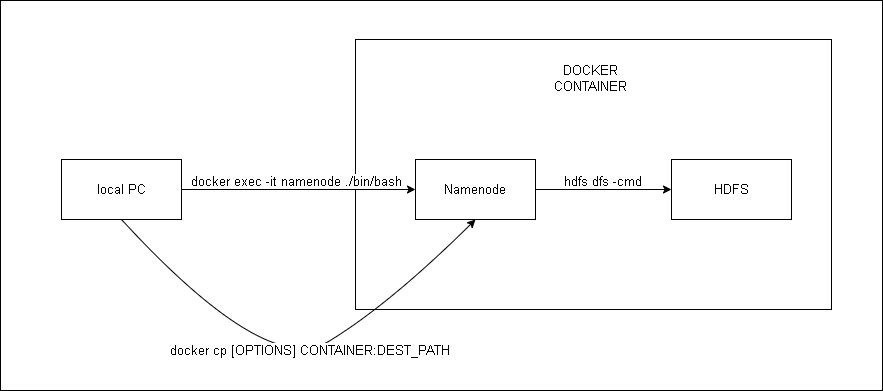 DOCKER
CONTAINER
local PC
docker exec -it namenode ./bin/bash
Namenode
hdfs dfs -cmd
HDFS
docker cp [OPTIONS] CONTAINER:DEST_PATH